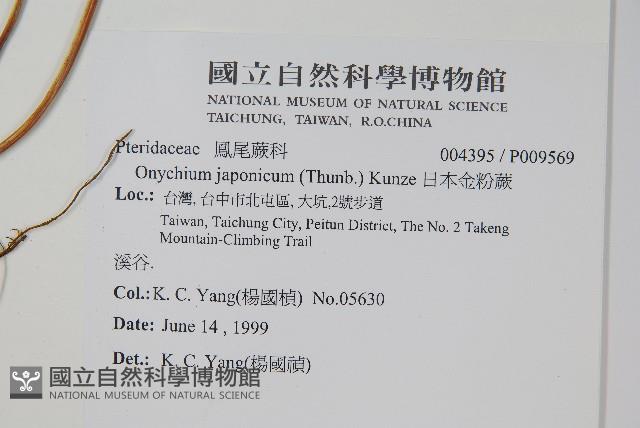 國立自然科學博物館
NATIONAL MUSEUM OF NATURAL SCIENCE
TAICHUNG, TAIWAN, R.O.CHINA
Pteridaceae 鳳尾蕨科 004395 / P009569
Onychium japonicum (Thunb.) Kunze 日本金粉蕨
Loc.: 台灣, 台中市北屯區, 大坑,2號步道
Taiwan, Taichung City, Peitun District, The No. 2 Takeng
Mountain-Climbing Trail
溪谷.
Col.: K. C. Yang(楊國楨) No.05630
Date: June 14 , 1999
Det.: K. C. Yang(楊國禎)
國立自然科學博物館
NATIONAL MUSEUM OF NATURAL SCIENCE